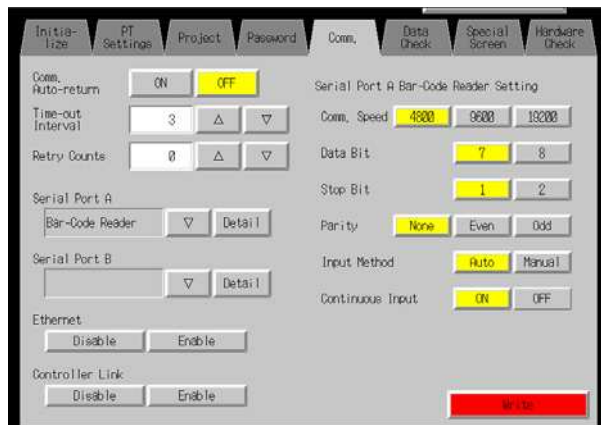 Initia-
lize
PT
Settings
Project
Password
Comm.
Data
Check
Special
Screen
Hardware
Check
Comm.
Auto-return
ON
OFF
Time-out
Interval
3
△
▽
Retry Counts
0
△
▽
Serial Port A
Bar-Code Reader
▽
Detail
Serial Port B
▽
Detail
Ethernet
Disable
Enable
Controller Link
Disable
Enable
Serial Port A Bar-Code Reader Setting
Comm. Speed
4800
9600
19200
Data Bit
7
8
Stop Bit
1
2
Parity
None
Even
Odd
Input Method
Auto
Manual
Continuous Input
ON
OFF
Write